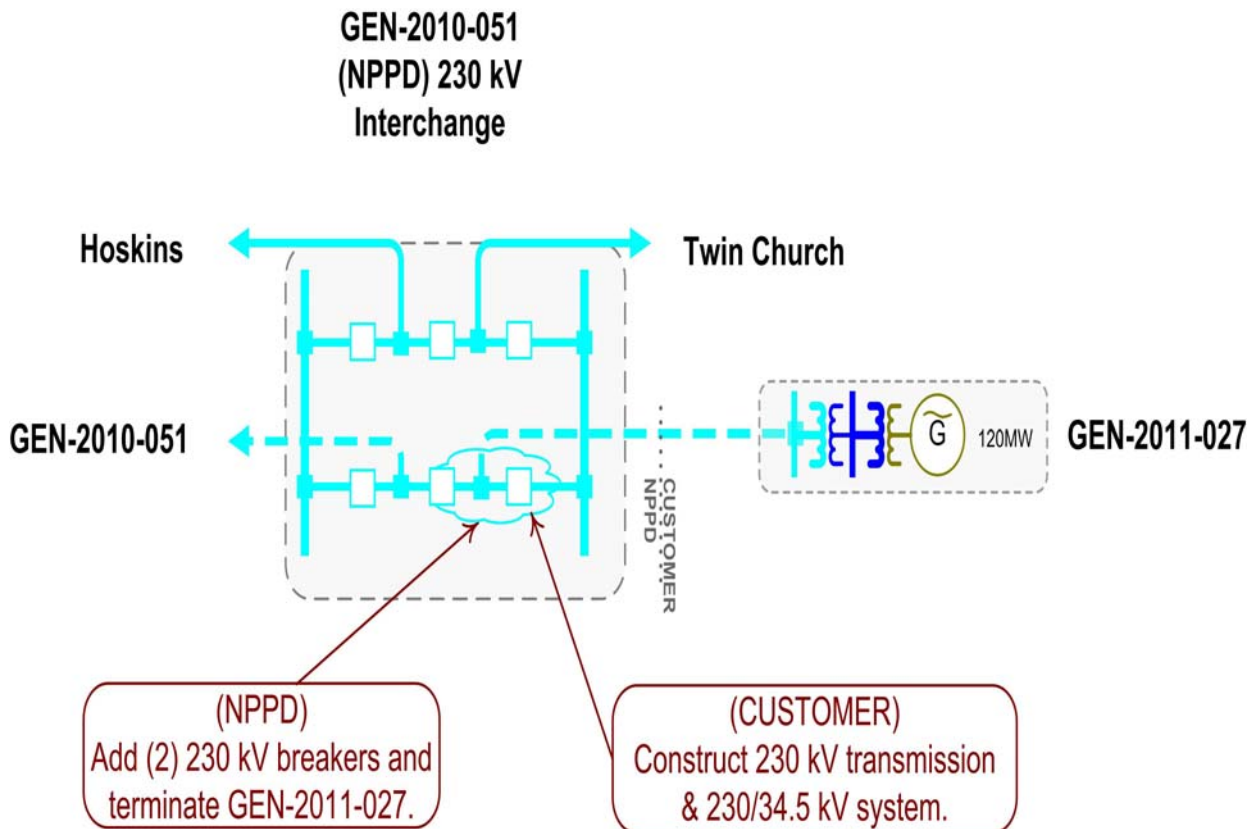 GEN-2010-051
(NPPD) 230 kV
Interchange
Hoskins
Twin Church
GEN-2010-051
CUSTOMER
NPPD
G
120MW
GEN-2011-027
(NPPD)
Add (2) 230 kV breakers and
terminate GEN-2011-027.
(CUSTOMER)
Construct 230 kV transmission
& 230/34.5 kV system.